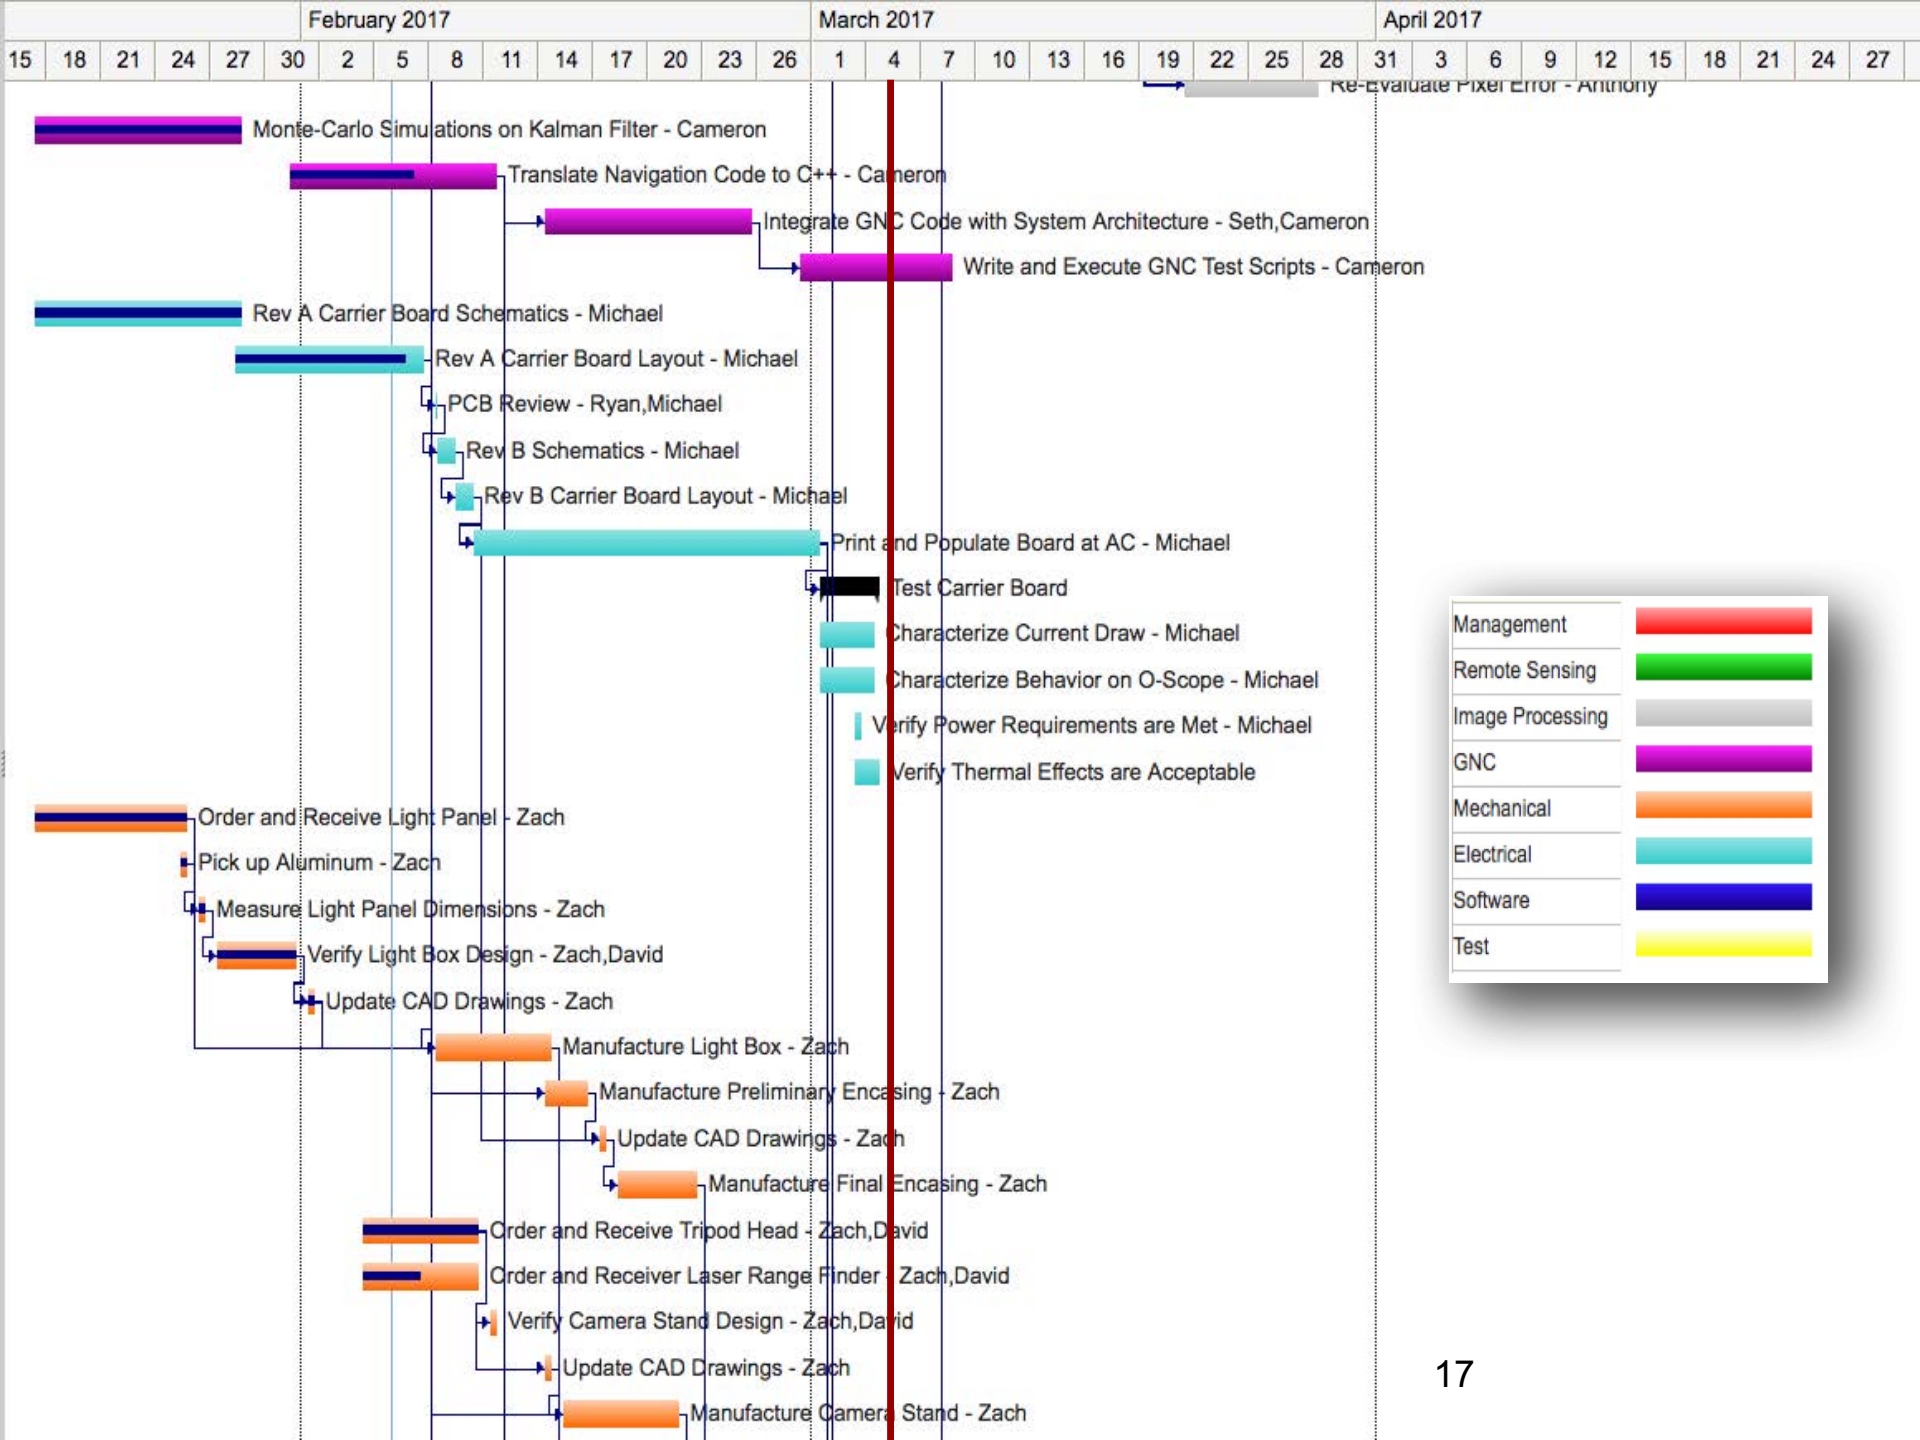 February 2017 March 2017 April 2017
15 18 21 24 27 30 2 5 8 11 14 17 20 23 26 1 4 7 10 13 16 19 22 25 28 31 3 6 9 12 15 18 21 24 27
Re-Evaluate Pixel Error - Anthony
Monte-Carlo Simulations on Kalman Filter - Cameron
Translate Navigation Code to C++ - Cameron
Integrate GNC Code with System Architecture - Seth,Cameron
Write and Execute GNC Test Scripts - Cameron
Rev A Carrier Board Schematics - Michael
Rev A Carrier Board Layout - Michael
PCB Review - Ryan,Michael
Rev B Schematics - Michael
Rev B Carrier Board Layout - Michael
Print and Populate Board at AC - Michael
Test Carrier Board
Characterize Current Draw - Michael
Characterize Behavior on O-Scope - Michael
Verify Power Requirements are Met - Michael
Verify Thermal Effects are Acceptable
Order and Receive Light Panel - Zach
Pick up Aluminum - Zach
Measure Light Panel Dimensions - Zach
Verify Light Box Design - Zach,David
Update CAD Drawings - Zach
Manufacture Light Box - Zach
Manufacture Preliminary Encasing - Zach
Update CAD Drawings - Zach
Manufacture Final Encasing - Zach
Order and Receive Tripod Head - Zach,David
Order and Receiver Laser Range Finder - Zach,David
Verify Camera Stand Design - Zach,David
Update CAD Drawings - Zach
Manufacture Camera Stand - Zach
Management
Remote Sensing
Image Processing
GNC
Mechanical
Electrical
Software
Test
17